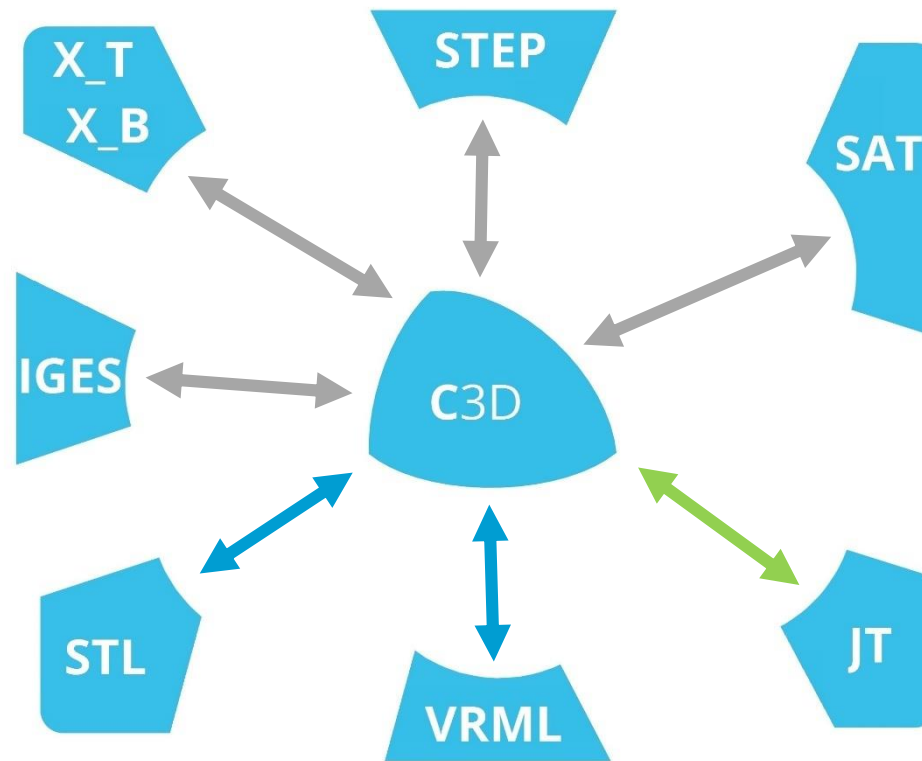 X_T
X_B
STEP
SAT
IGES
C3D
STL
VRML
JT